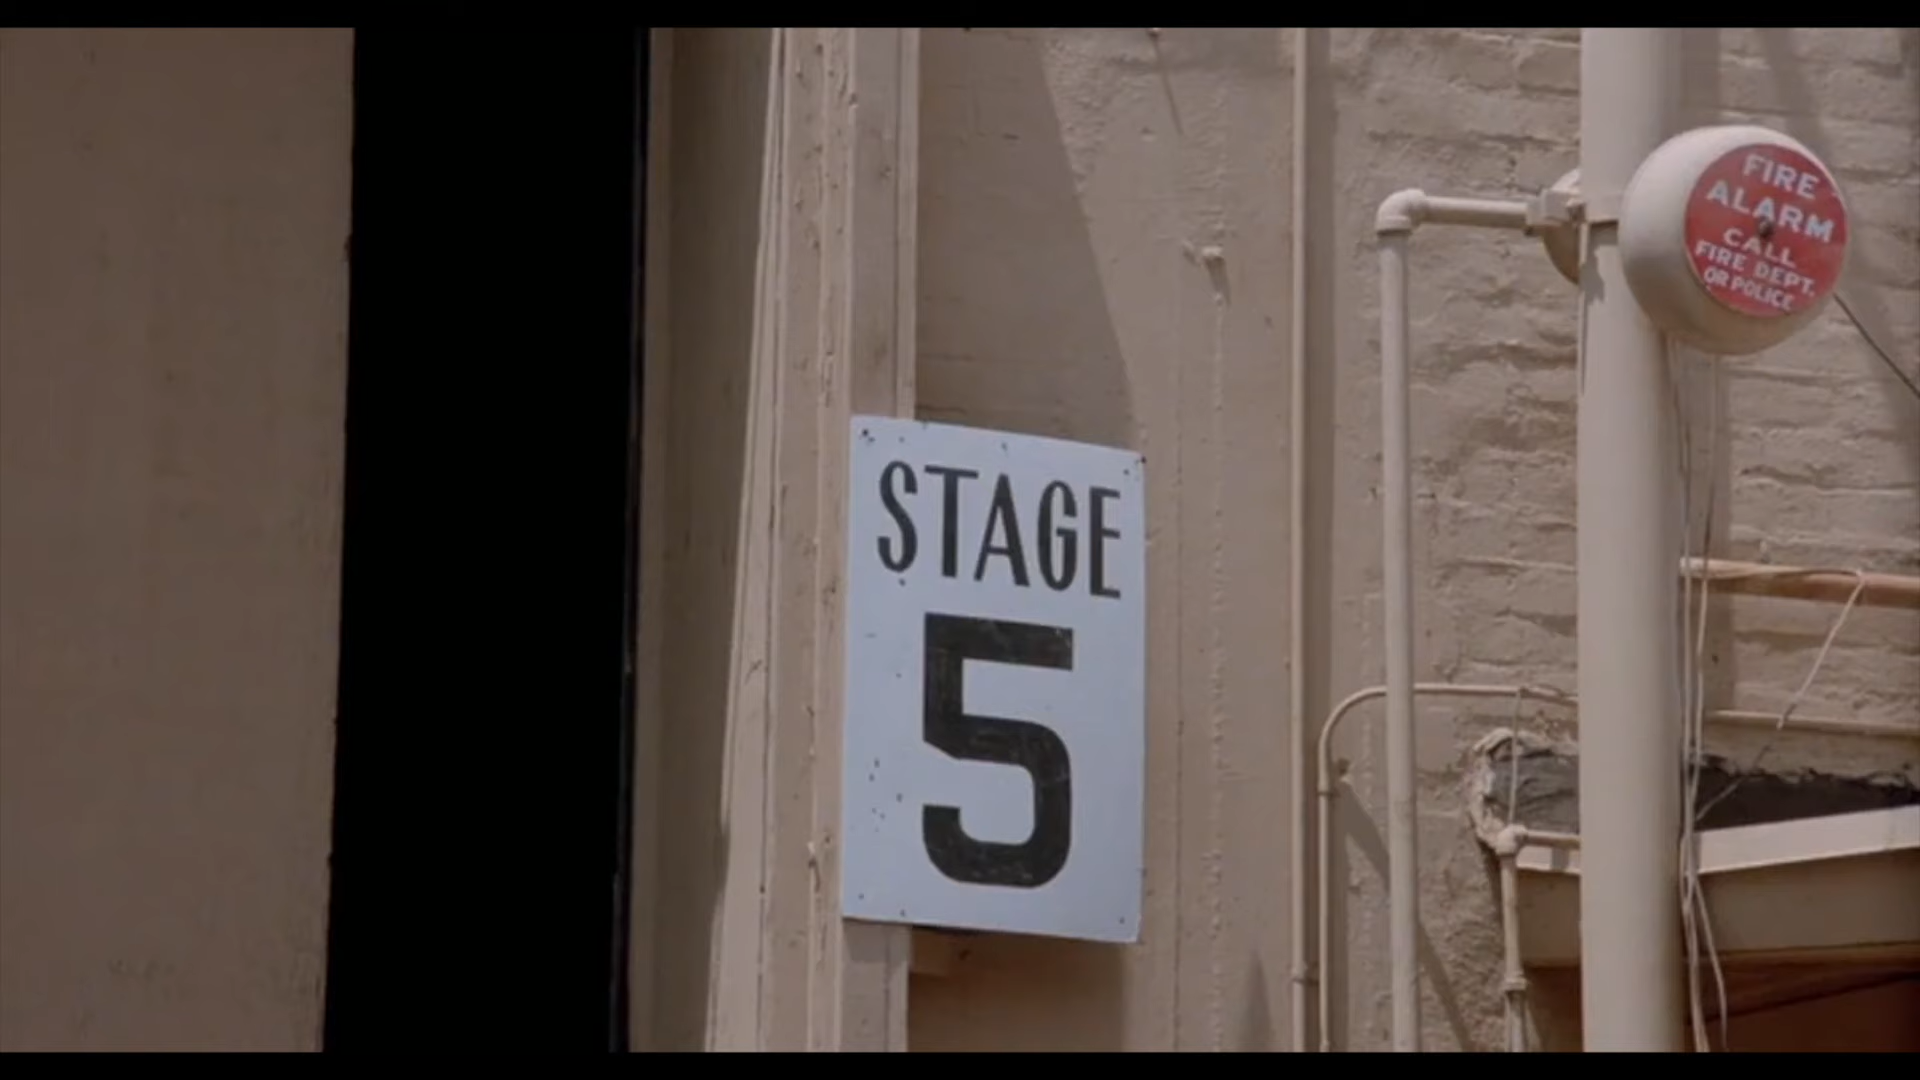 STAGE
5
FIRE
ALARM
CALL
FIRE DEPT.
OR POLICE